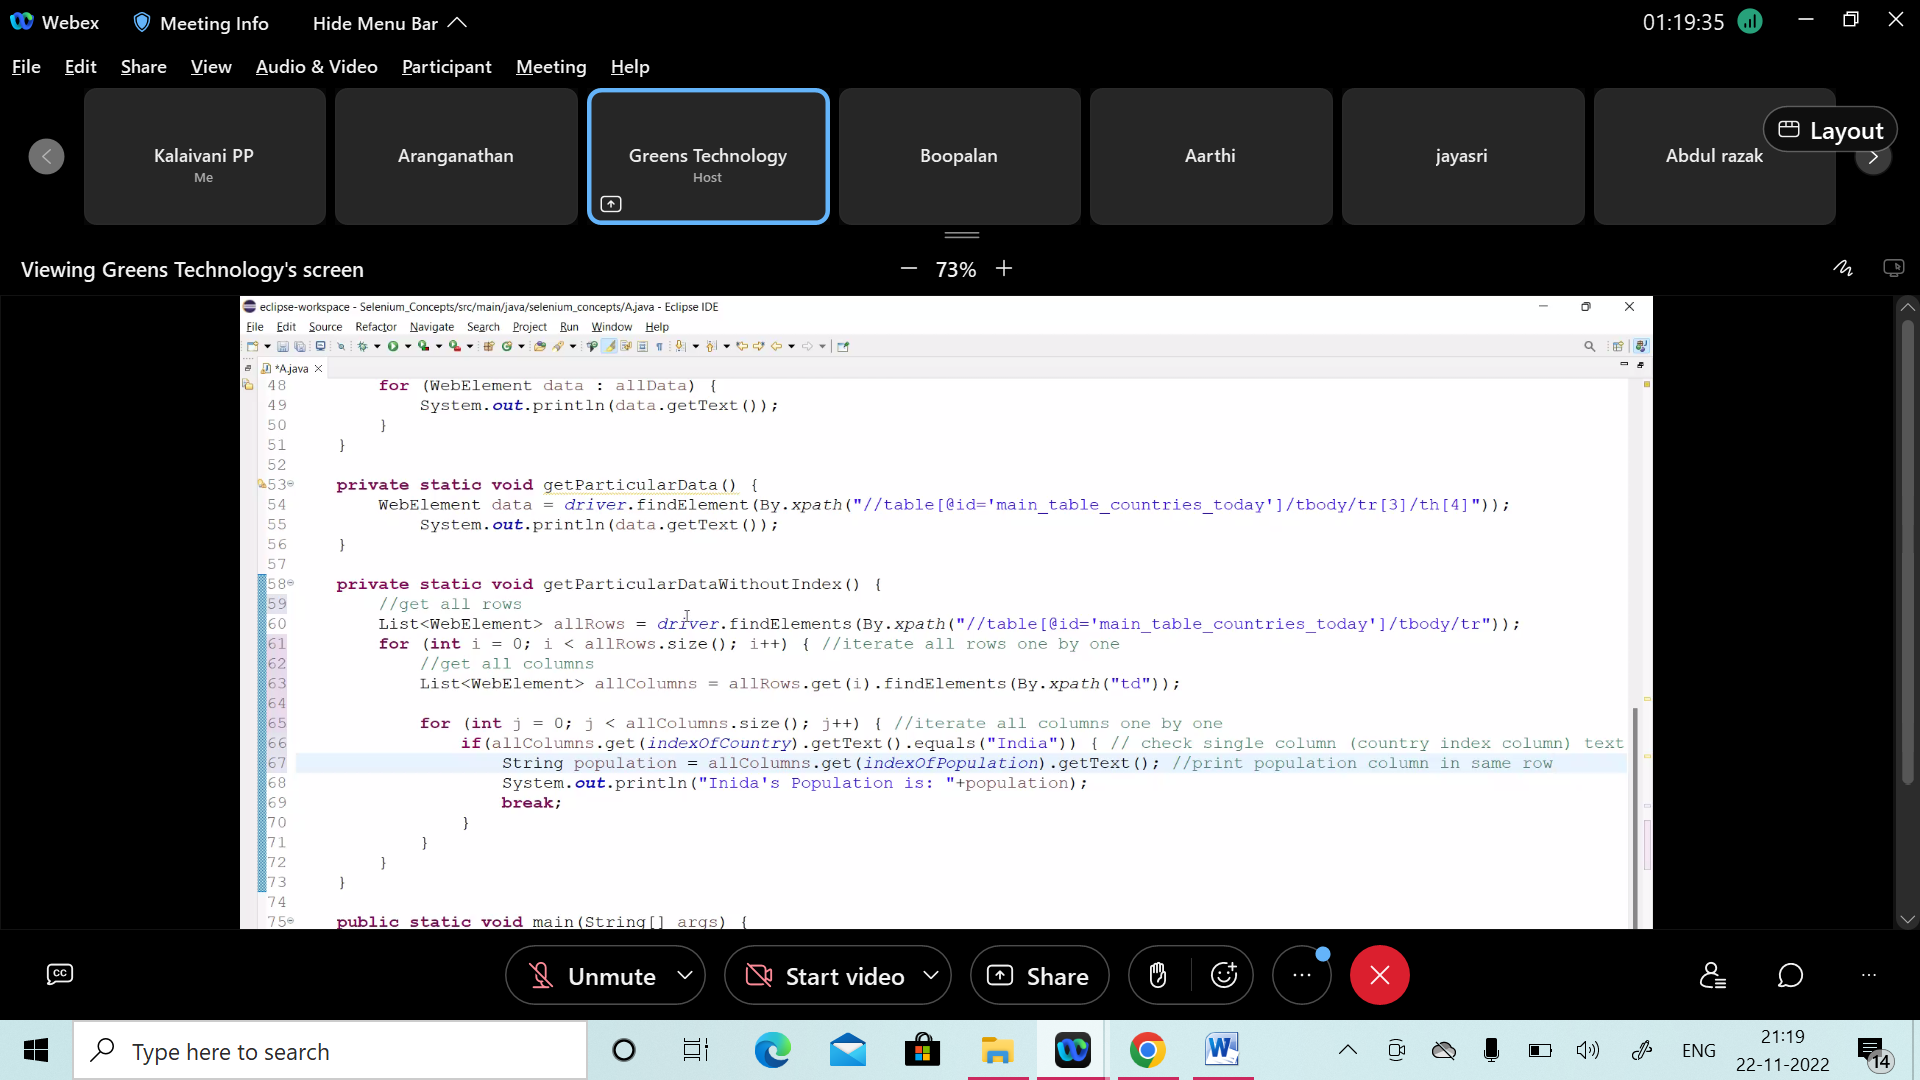 Webex Meeting Info Hide Menu Bar 01:19:35
File Edit Share View Audio & Video Participant Meeting Help
Kalaivani PP
Me
Aranganathan
Greens Technology
Host
Boopalan
Aarthi
jayasri
Abdul razak
Layout
Viewing Greens Technology's screen 73%
eclipse-workspace - Selenium_Concepts/src/main/java/selenium_concepts/A.java - Eclipse IDE
File Edit Source Refactor Navigate Search Project Run Window Help
*A.java
48 for (WebElement data : allData) {
49 System.out.println(data.getText());
50 }
51 }
52
53 private static void getParticularData() {
54 WebElement data = driver.findElement(By.xpath("//table[@id='main_table_countries_today']/tbody/tr[3]/th[4]"));
55 System.out.println(data.getText());
56 }
57
58 private static void getParticularDataWithoutIndex() {
59 //get all rows
60 List<WebElement> allRows = driver.findElements(By.xpath("//table[@id='main_table_countries_today']/tbody/tr"));
61 for (int i = 0; i < allRows.size(); i++) { //iterate all rows one by one
62 //get all columns
63 List<WebElement> allColumns = allRows.get(i).findElements(By.xpath("td"));
64
65 for (int j = 0; j < allColumns.size(); j++) { //iterate all columns one by one
66 if(allColumns.get(indexOfCountry).getText().equals("India")) { // check single column (country index column) text
67 String population = allColumns.get(indexOfPopulation).getText(); //print population column in same row
68 System.out.println("Inida's Population is: "+population);
69 break;
70 }
71 }
72 }
73 }
74
75 public static void main(String[] args) {
CC Unmute Start video Share
Type here to search
ENG
21:19
22-11-2022
14